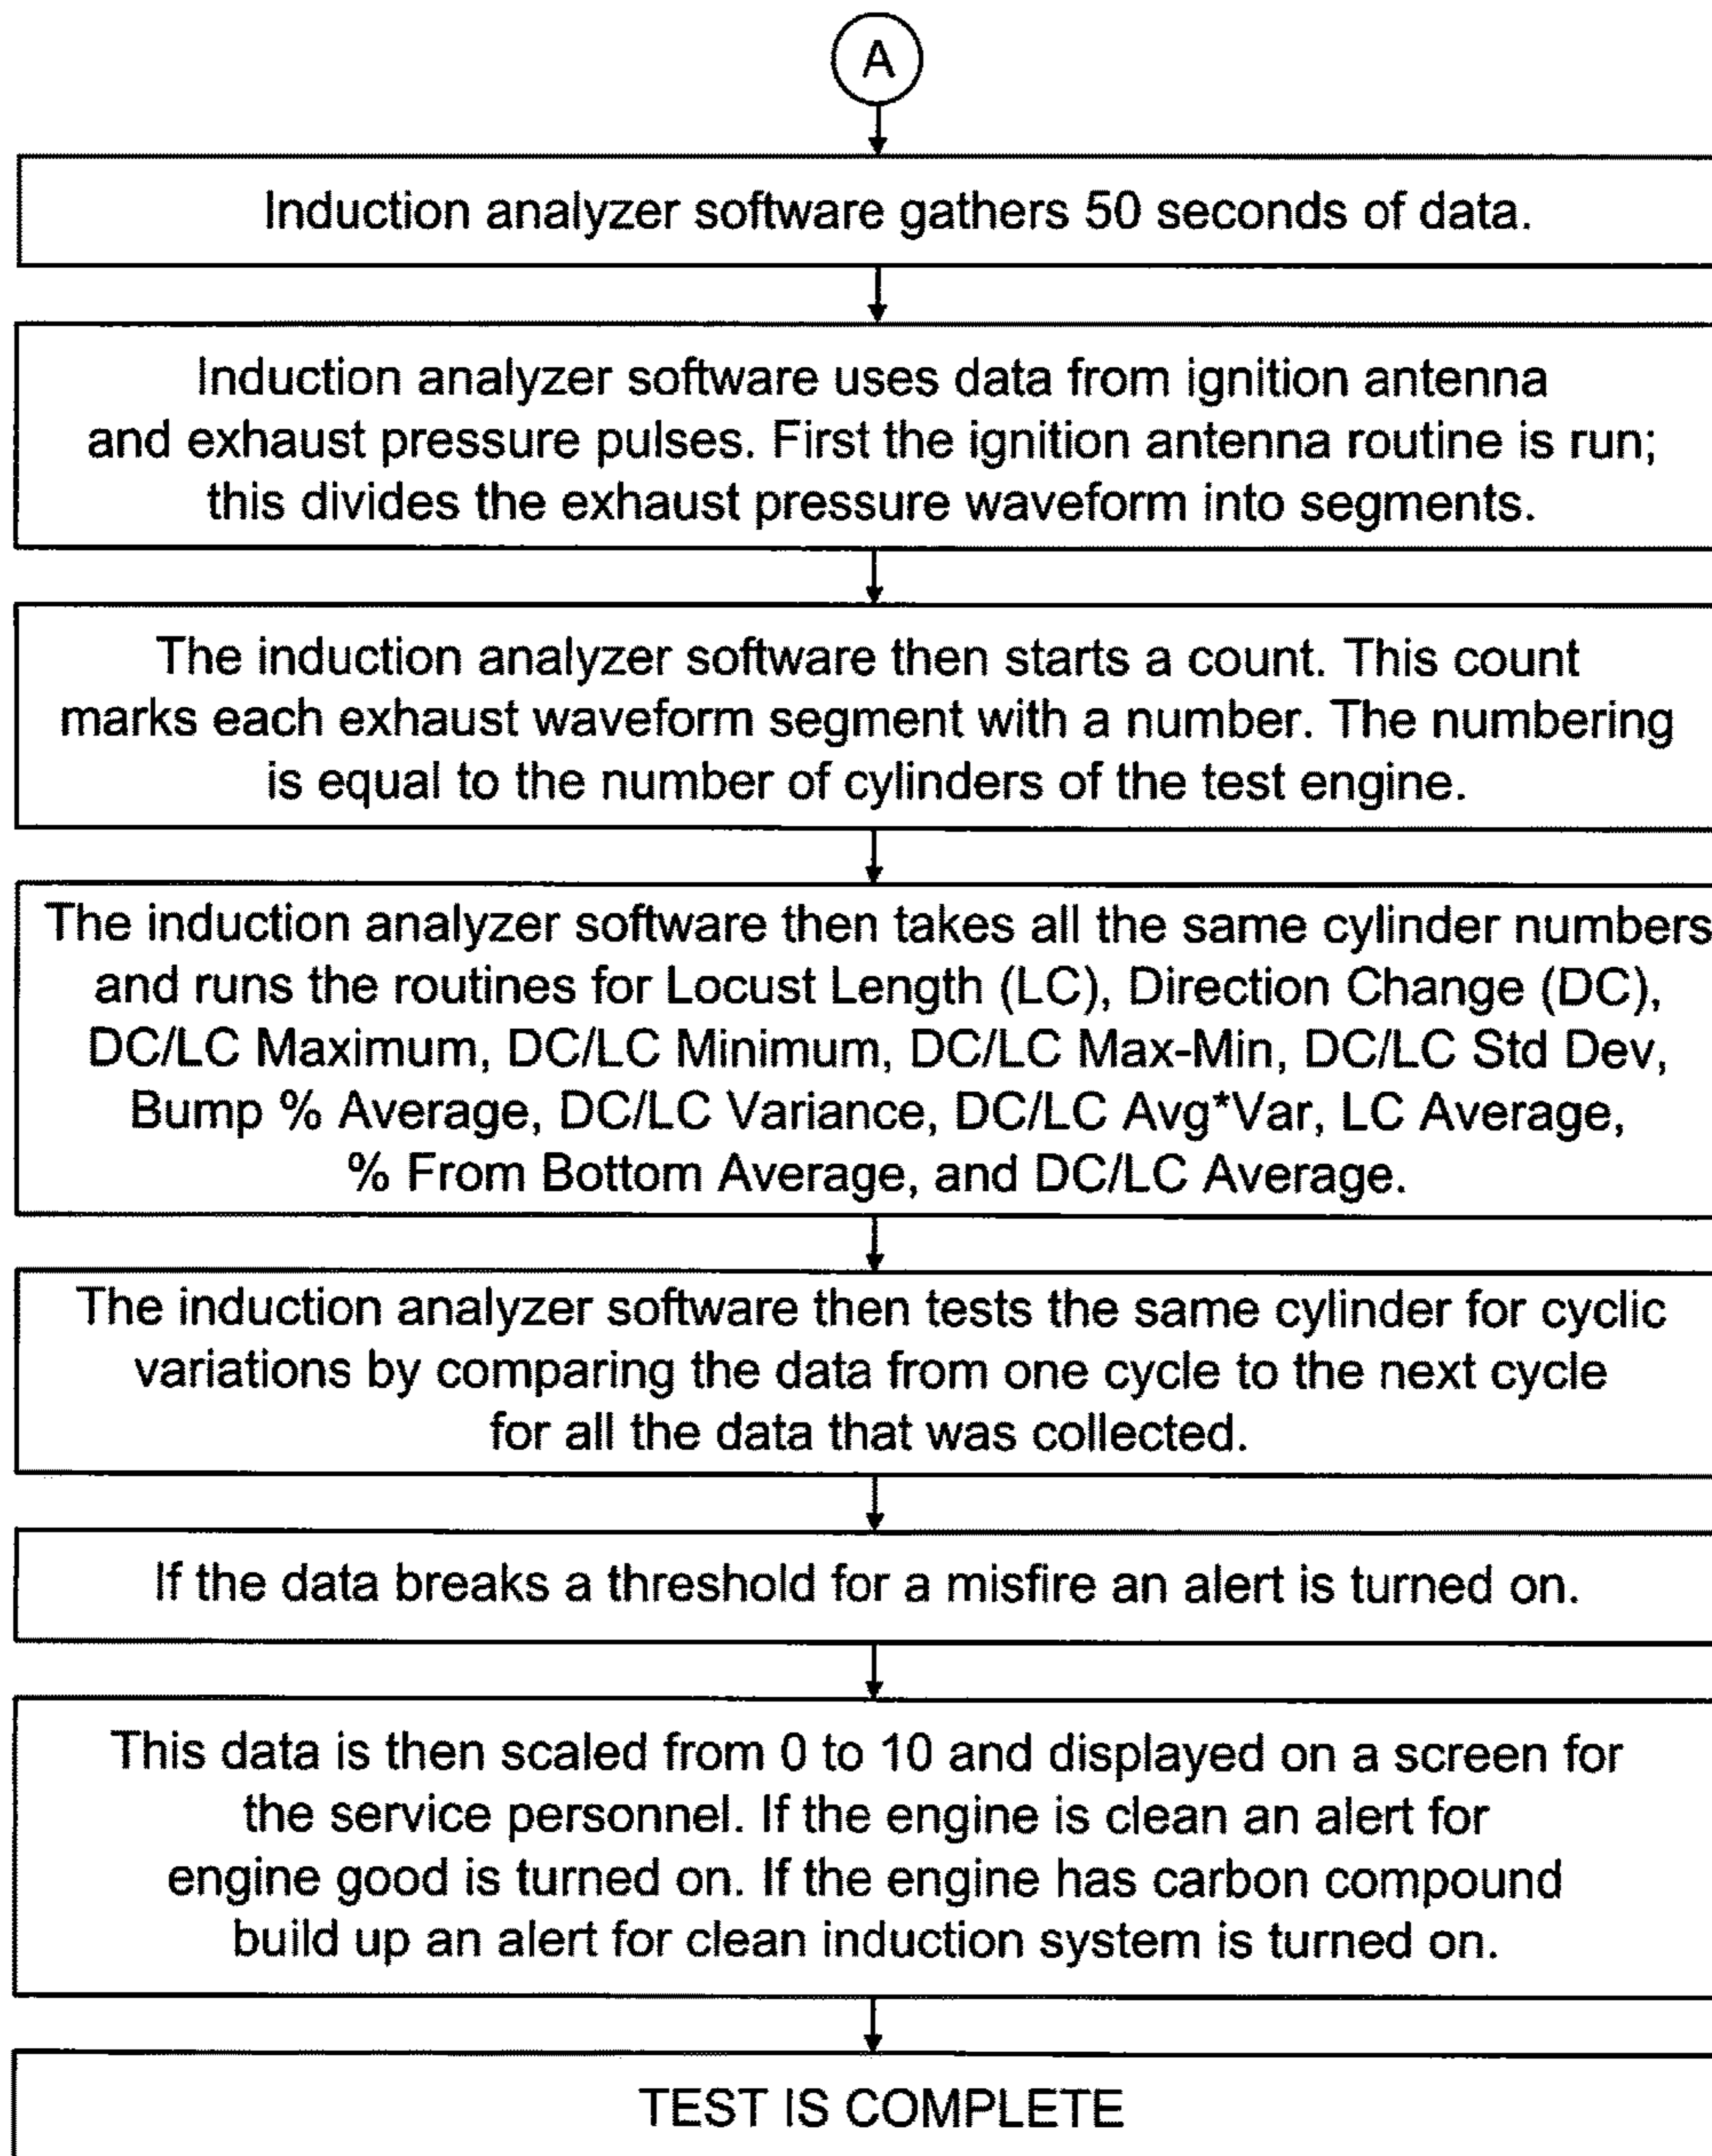 A
Induction analyzer software gathers 50 seconds of data.
Induction analyzer software uses data from ignition antenna
and exhaust pressure pulses. First the ignition antenna routine is run;
this divides the exhaust pressure waveform into segments.
The induction analyzer software then starts a count. This count
marks each exhaust waveform segment with a number. The numbering
is equal to the number of cylinders of the test engine.
The induction analyzer software then takes all the same cylinder numbers
and runs the routines for Locust Length (LC), Direction Change (DC),
DC/LC Maximum, DC/LC Minimum, DC/LC Max-Min, DC/LC Std Dev,
Bump % Average, DC/LC Variance, DC/LC Avg*Var, LC Average,
% From Bottom Average, and DC/LC Average.
The induction analyzer software then tests the same cylinder for cyclic
variations by comparing the data from one cycle to the next cycle
for all the data that was collected.
If the data breaks a threshold for a misfire an alert is turned on.
This data is then scaled from 0 to 10 and displayed on a screen for
the service personnel. If the engine is clean an alert for
engine good is turned on. If the engine has carbon compound
build up an alert for clean induction system is turned on.
TEST IS COMPLETE